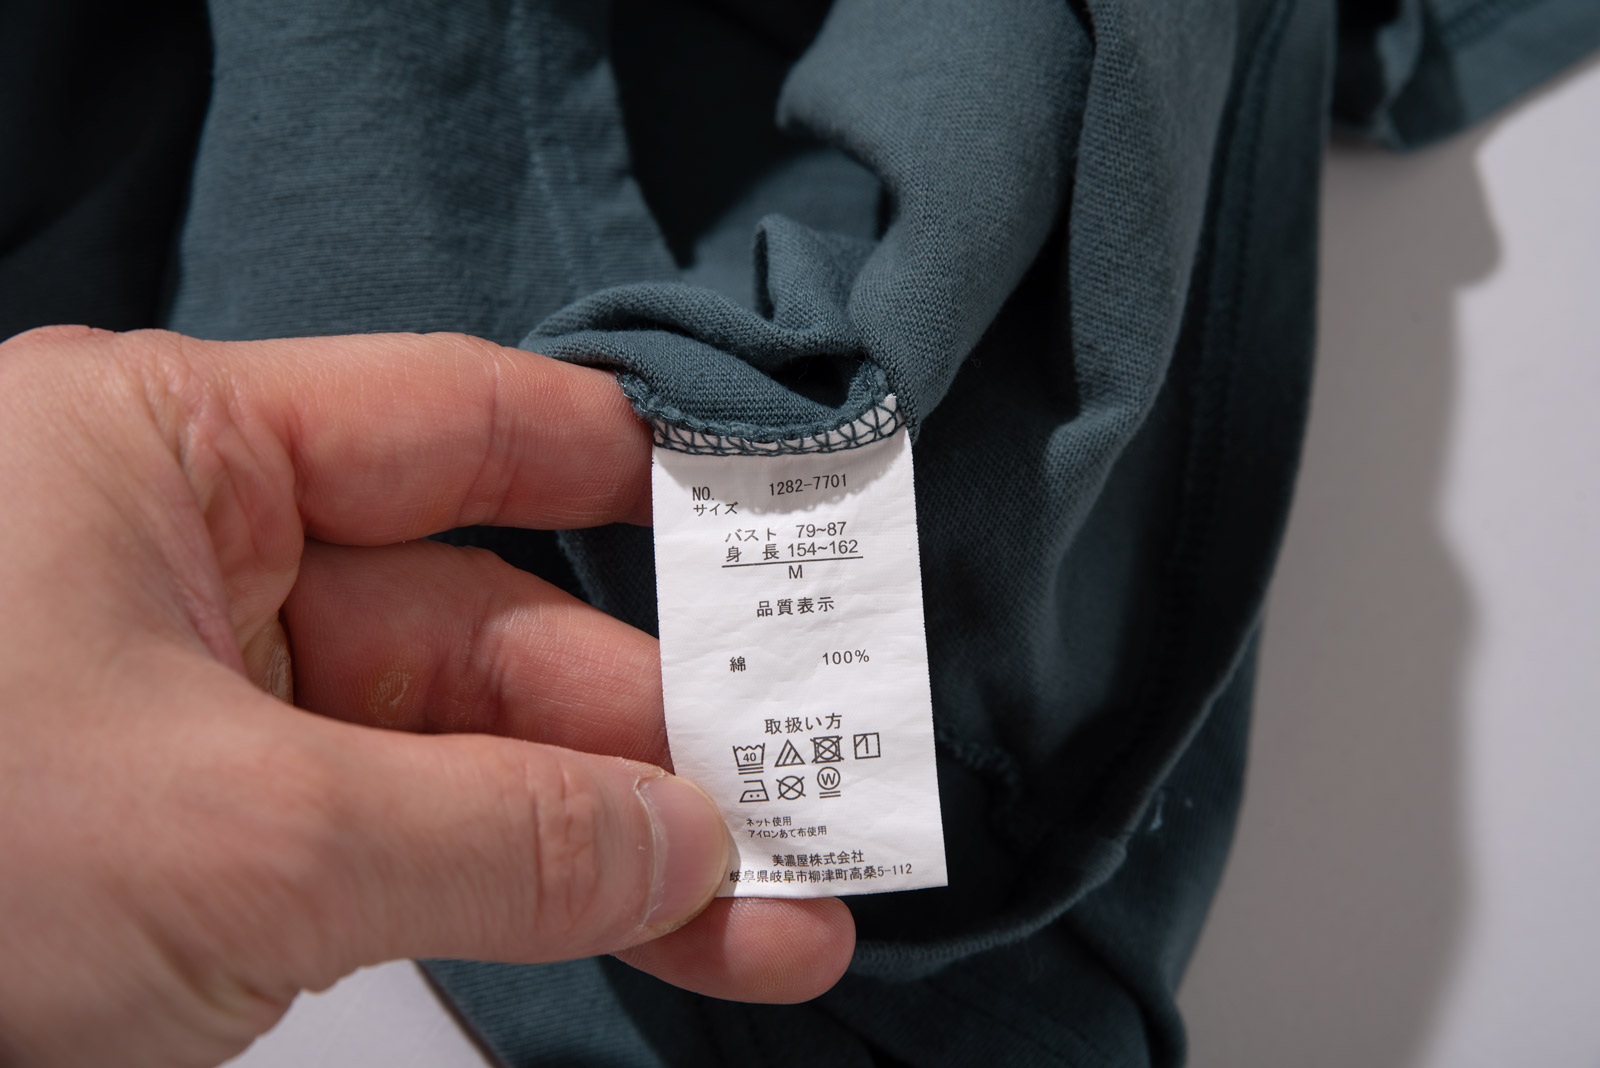 NO. 1282-7701
サイズ
バスト 79~87
身 長 154~162
M
品質表示
綿 100%
取扱い方
40
W
ネット使用
アイロンあて布使用
美濃屋株式会社
岐阜県岐阜市柳津町高桑5-112